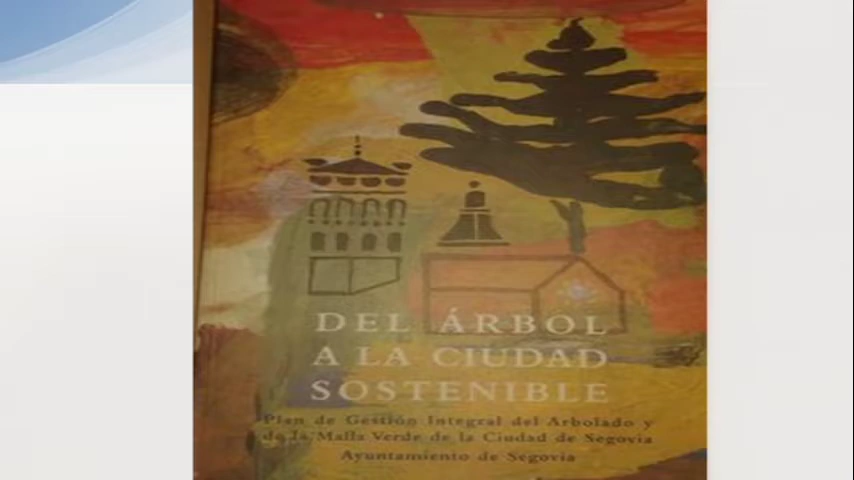 DEL ÁRBOL
A LA CIUDAD
SOSTENIBLE
Plan de Gestión Integral del Arbolado y
de la Malla Verde de la Ciudad de Segovia
Ayuntamiento de Segovia